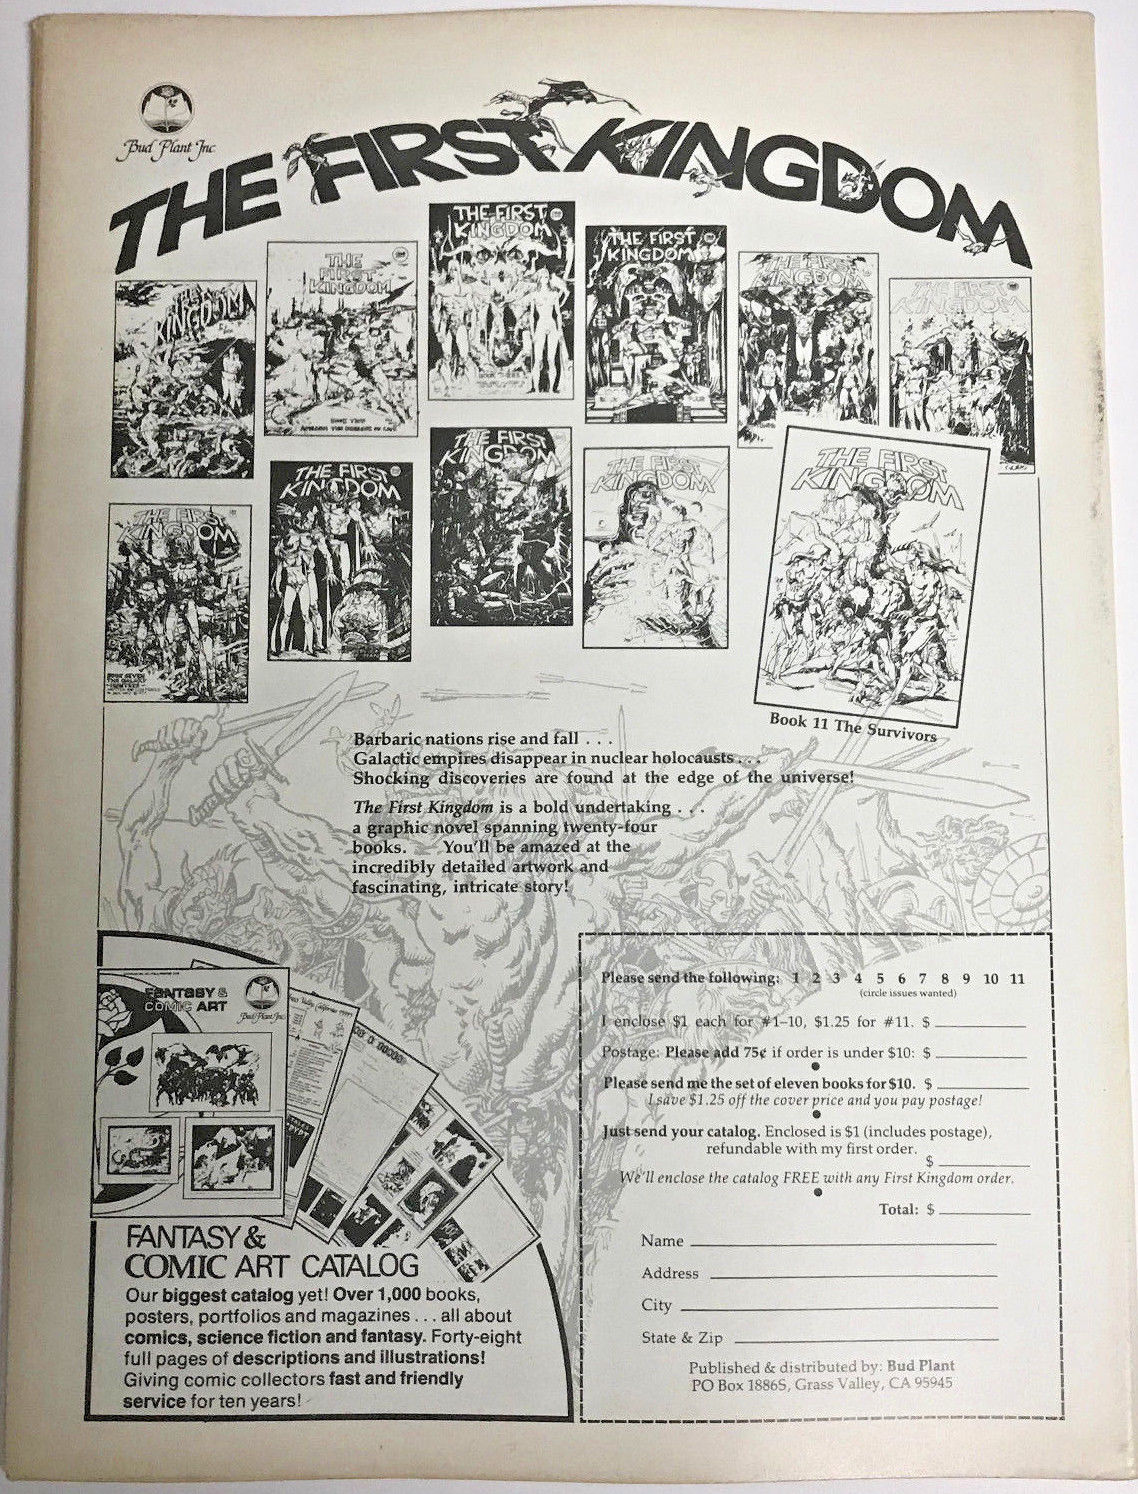 Bud Plant Inc
THE FIRST KINGDOM
THE FIRST
KINGDOM
THE
FIRST
KINGDOM
THE FIRST
KINGDOM
THE FIRST
KINGDOM
THE FIRST
KINGDOM
THE FIRST
KINGDOM
THE FIRST
KINGDOM
THE FIRST
KINGDOM
THE FIRST
KINGDOM
THE FIRST
KINGDOM
THE FIRST
KINGDOM
Book 11 The Survivors
Barbaric nations rise and fall . . .
Galactic empires disappear in nuclear holocausts . . .
Shocking discoveries are found at the edge of the universe!
The First Kingdom is a bold undertaking . . .
a graphic novel spanning twenty-four
books. You'll be amazed at the
incredibly detailed artwork and
fascinating, intricate story!
FANTASY &
COMIC ART
Bud Plant Inc
FANTASY &
COMIC ART CATALOG
Our biggest catalog yet! Over 1,000 books,
posters, portfolios and magazines . . . all about
comics, science fiction and fantasy. Forty-eight
full pages of descriptions and illustrations!
Giving comic collectors fast and friendly
service for ten years!
Please send the following: 1 2 3 4 5 6 7 8 9 10 11
(circle issues wanted)
I enclose $1 each for #1–10, $1.25 for #11. $
Postage: Please add 75¢ if order is under $10: $
Please send me the set of eleven books for $10. $
I save $1.25 off the cover price and you pay postage!
Just send your catalog. Enclosed is $1 (includes postage),
refundable with my first order.
$
We'll enclose the catalog FREE with any First Kingdom order.
Total: $
Name
Address
City
State & Zip
Published & distributed by: Bud Plant
PO Box 1886S, Grass Valley, CA 95945